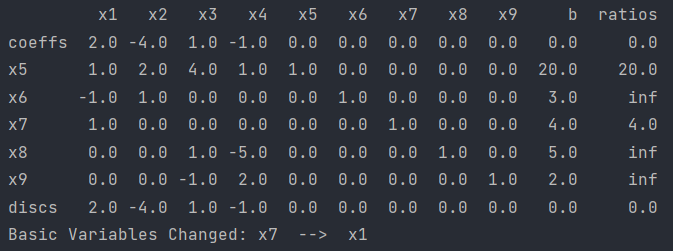 x1 x2 x3 x4 x5 x6 x7 x8 x9 b ratios
coeffs 2.0 -4.0 1.0 -1.0 0.0 0.0 0.0 0.0 0.0 0.0 0.0
x5 1.0 2.0 4.0 1.0 1.0 0.0 0.0 0.0 0.0 20.0 20.0
x6 -1.0 1.0 0.0 0.0 0.0 1.0 0.0 0.0 0.0 3.0 inf
x7 1.0 0.0 0.0 0.0 0.0 0.0 1.0 0.0 0.0 4.0 4.0
x8 0.0 0.0 1.0 -5.0 0.0 0.0 0.0 1.0 0.0 5.0 inf
x9 0.0 0.0 -1.0 2.0 0.0 0.0 0.0 0.0 1.0 2.0 inf
discs 2.0 -4.0 1.0 -1.0 0.0 0.0 0.0 0.0 0.0 0.0 0.0
Basic Variables Changed: x7 --> x1